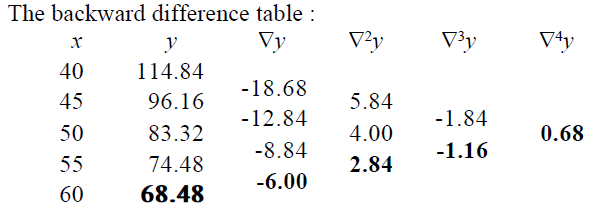 The backward difference table :
x y ∇y ∇²y ∇³y ∇⁴y
40 114.84
-18.68
45 96.16 5.84
-12.84 -1.84
50 83.32 4.00 0.68
-8.84 -1.16
55 74.48 2.84
-6.00
60 68.48